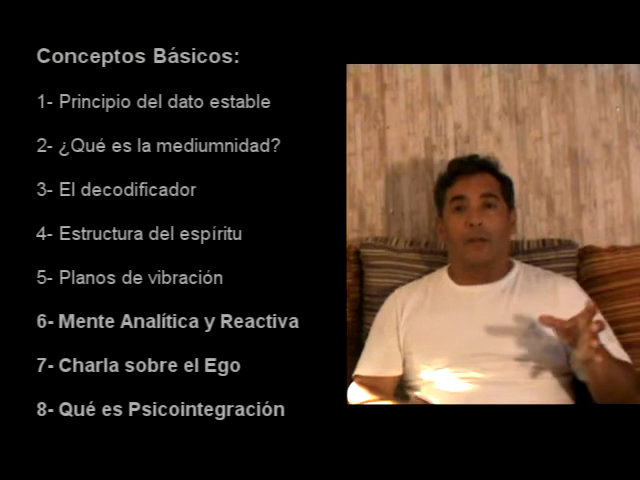 Conceptos Básicos:
1- Principio del dato estable
2- ¿Qué es la mediumnidad?
3- El decodificador
4- Estructura del espíritu
5- Planos de vibración
6- Mente Analítica y Reactiva
7- Charla sobre el Ego
8- Qué es Psicointegración